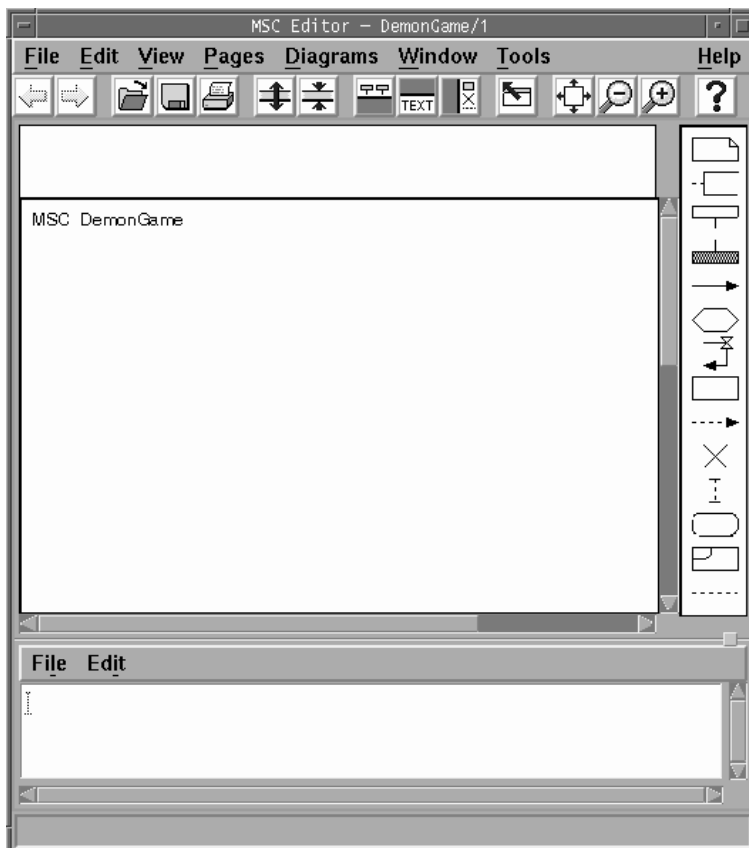 MSC Editor – DemonGame/1
File Edit View Pages Diagrams Window Tools Help
TEXT ?
MSC DemonGame
File Edit